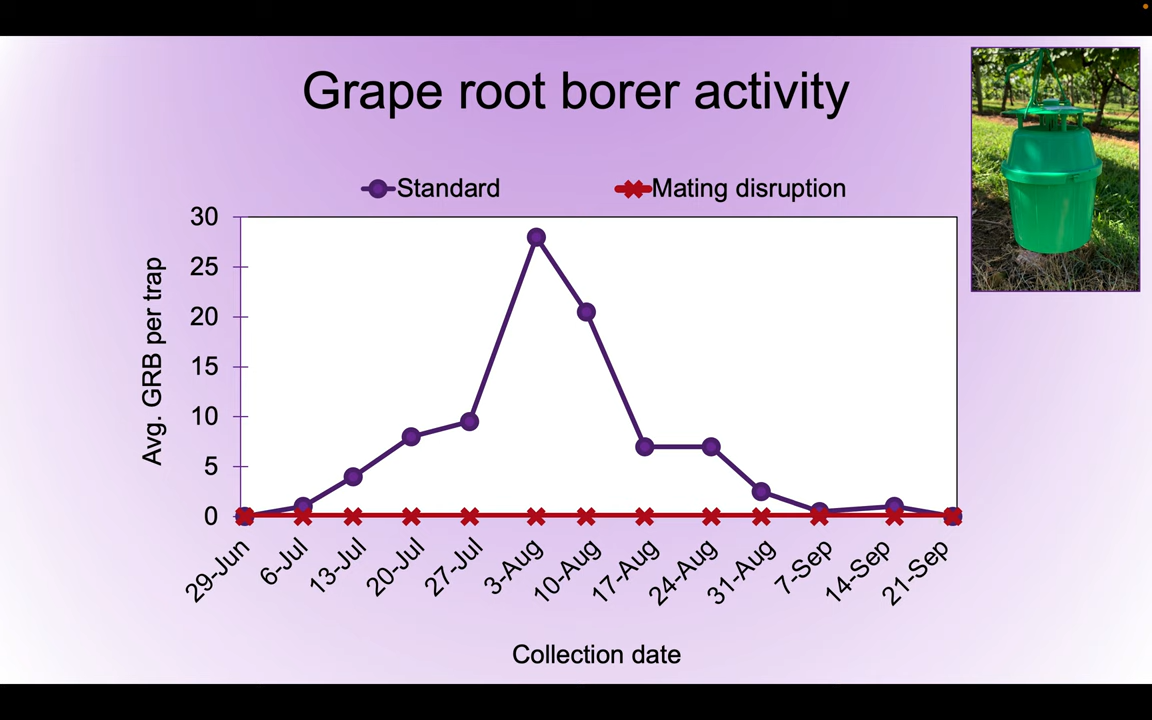 Grape root borer activity
Standard
Mating disruption
Avg. GRB per trap
30
25
20
15
10
5
0
29-Jun
6-Jul
13-Jul
20-Jul
27-Jul
3-Aug
10-Aug
17-Aug
24-Aug
31-Aug
7-Sep
14-Sep
21-Sep
Collection date